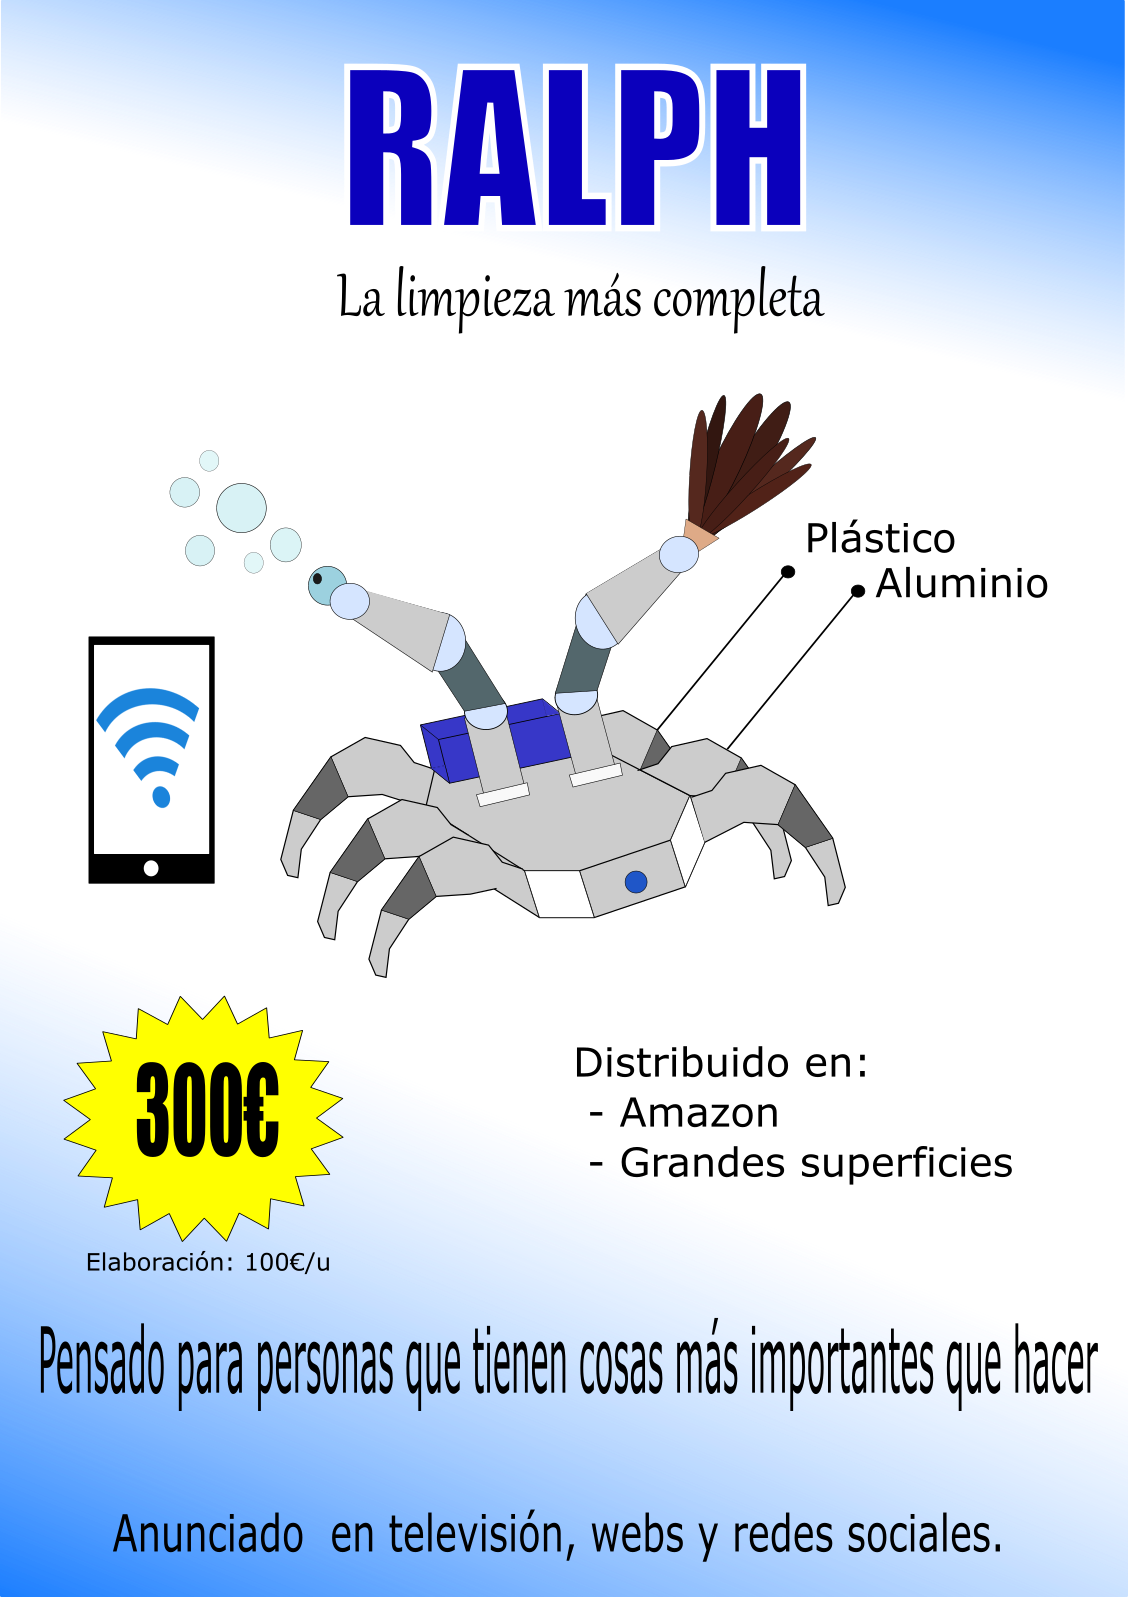 RALPH
La limpieza más completa
Plástico
Aluminio
300€
Elaboración: 100€/u
Distribuido en:
- Amazon
- Grandes superficies
Pensado para personas que tienen cosas más importantes que hacer
Anunciado en televisión, webs y redes sociales.